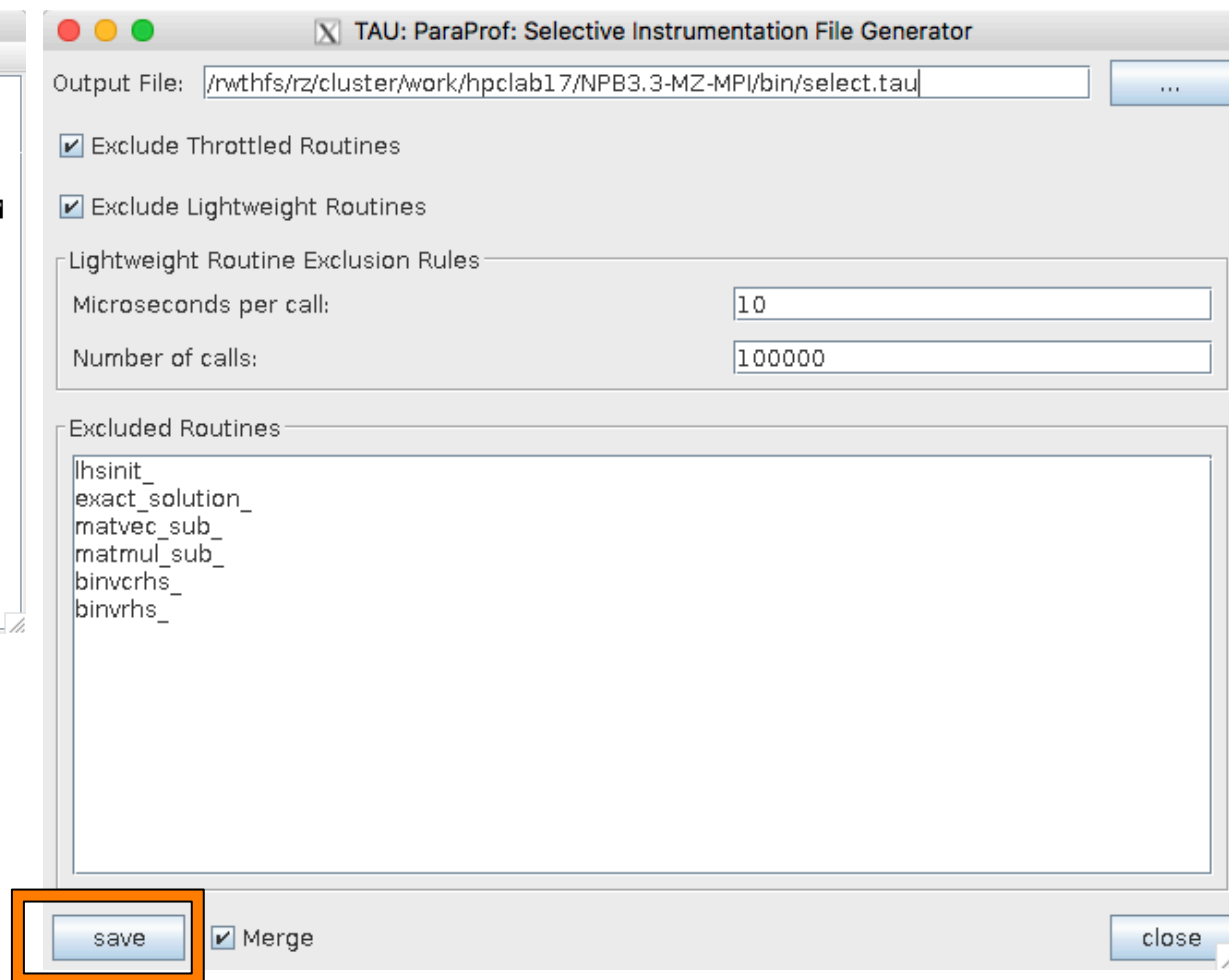 TAU: ParaProf: Selective Instrumentation File Generator
Output File: /rwthfs/rz/cluster/work/hpclab17/NPB3.3-MZ-MPI/bin/select.tau ...
Exclude Throttled Routines
Exclude Lightweight Routines
Lightweight Routine Exclusion Rules
Microseconds per call: 10
Number of calls: 100000
Excluded Routines
lhsinit_
exact_solution_
matvec_sub_
matmul_sub_
binvcrhs_
binvrhs_
save Merge close